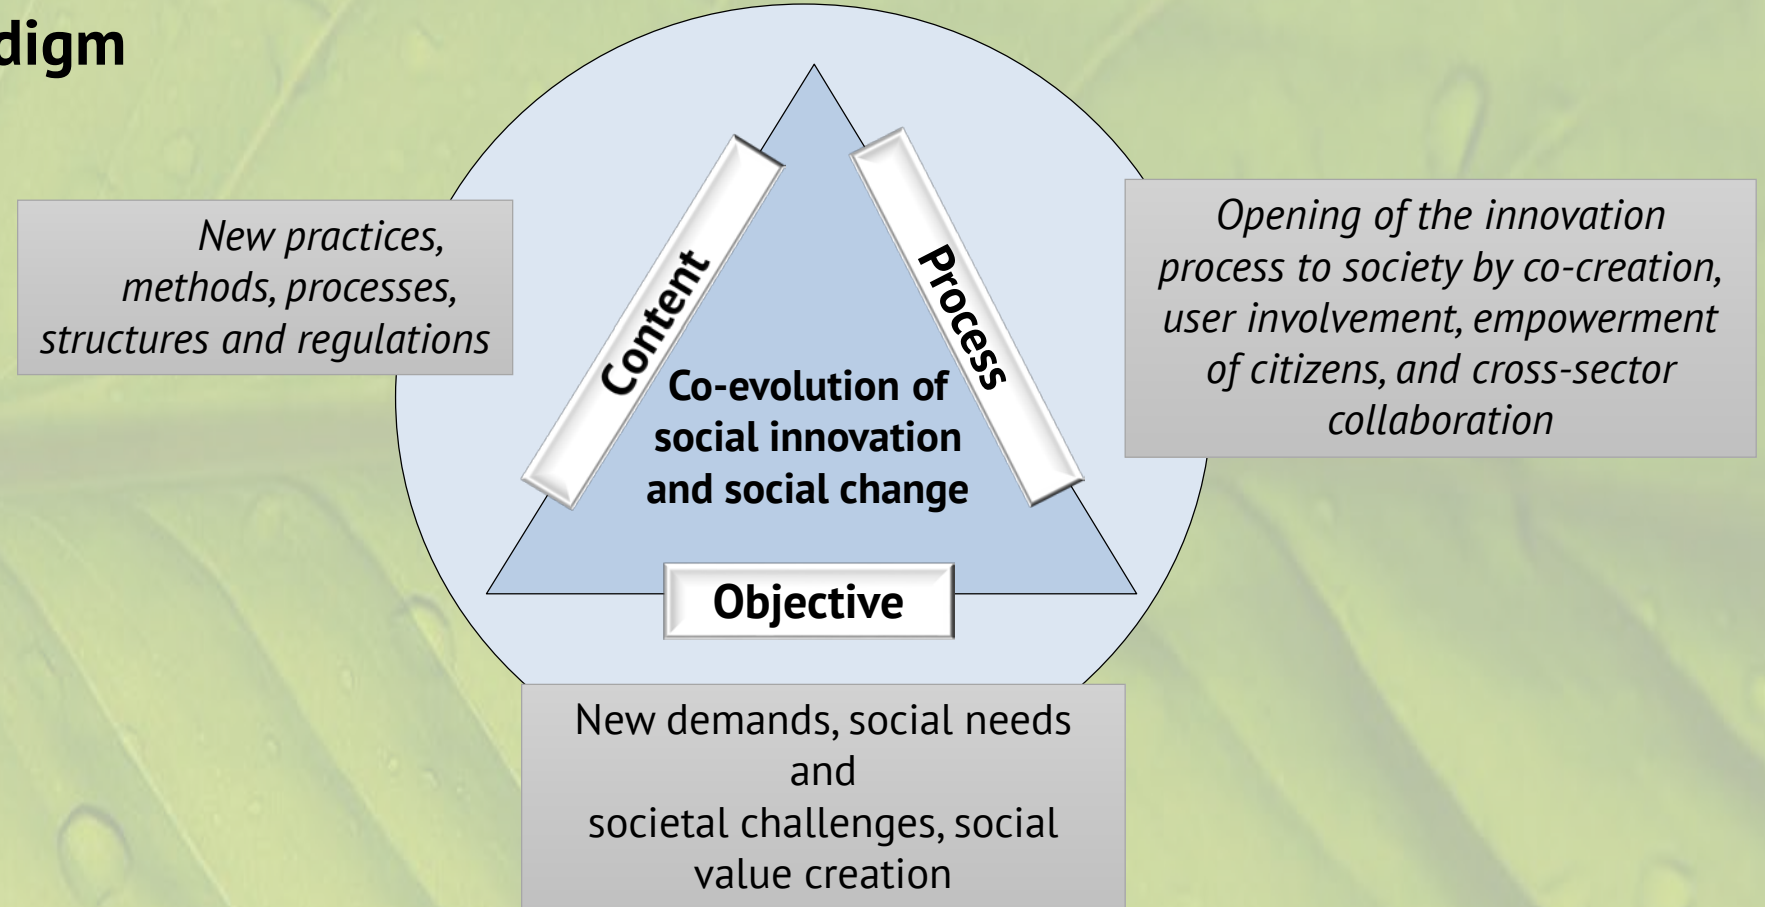 digm
New practices,
methods, processes,
structures and regulations
Content
Process
Opening of the innovation
process to society by co-creation,
user involvement, empowerment
of citizens, and cross-sector
collaboration
Co-evolution of
social innovation
and social change
Objective
New demands, social needs
and
societal challenges, social
value creation